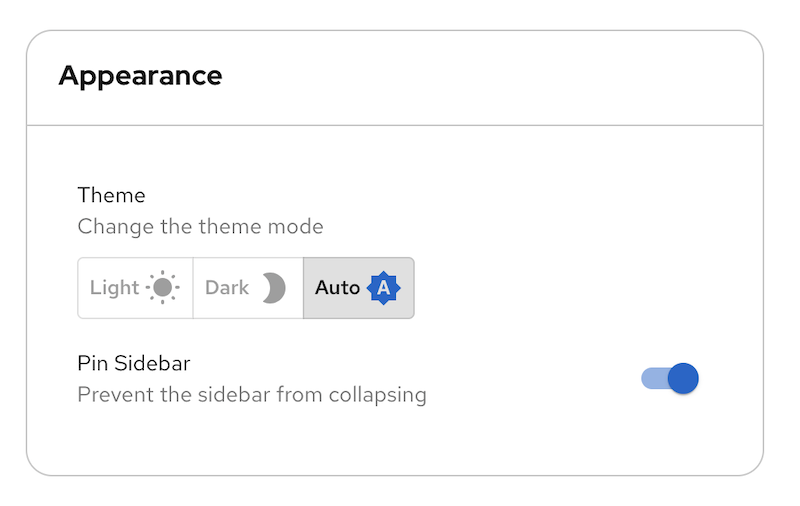 Appearance
Theme
Change the theme mode
Light Dark Auto A
Pin Sidebar
Prevent the sidebar from collapsing